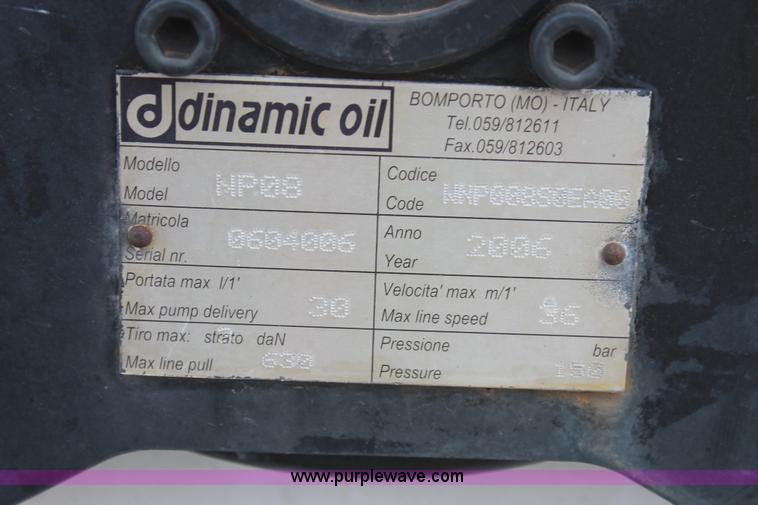 dinamic oil
BOMPORTO (MO) - ITALY
Tel.059/812611
Fax.059/812603
Modello
Model NP08
Codice
Code NNP008S0EA00
Matricola
Serial nr. 0604006
Anno
Year 2006
Portata max l/1'
Max pump delivery 30
Velocita' max m/1'
Max line speed 36
Tiro max: strato daN
Max line pull 630
Pressione bar
Pressure 150
www.purplewave.com